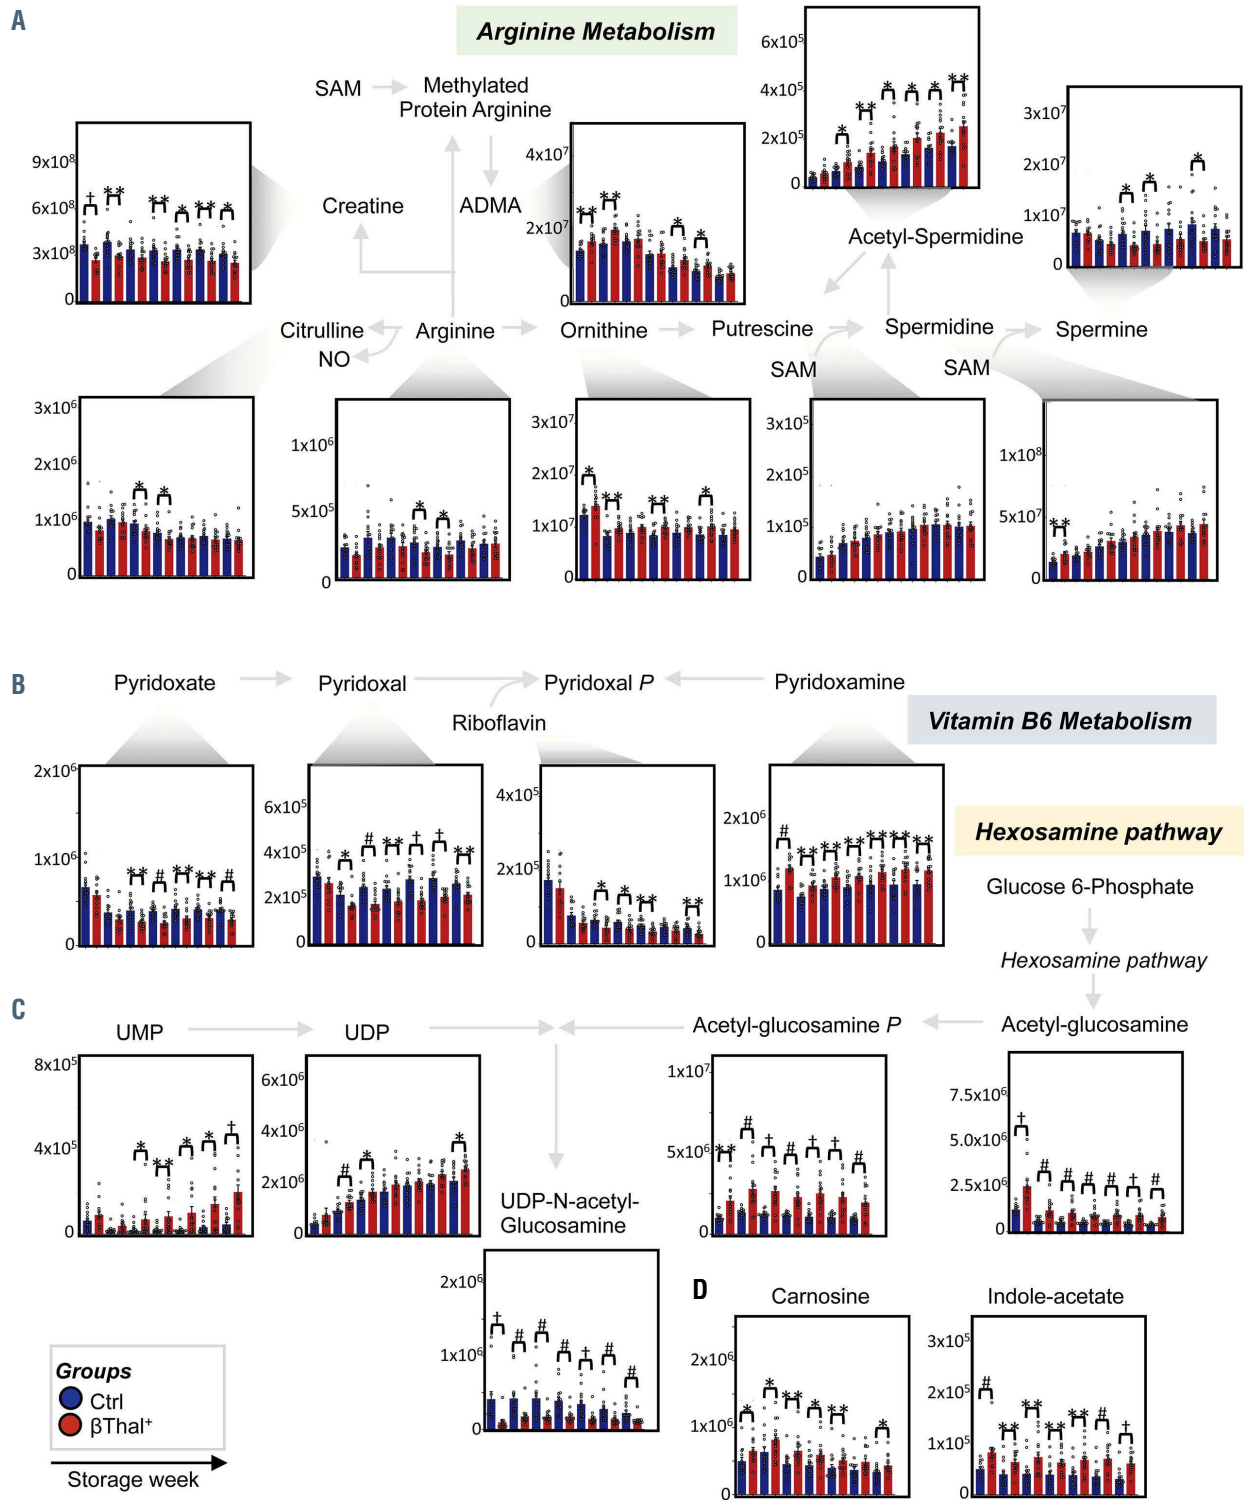 A
Arginine Metabolism
SAM
Methylated
Protein Arginine
ADMA
Creatine
Acetyl-Spermidine
Citrulline
Arginine
Ornithine
Putrescine
Spermidine
Spermine
NO
SAM
SAM
9x10⁸
6x10⁸
3x10⁸
0
† ** ** * ** *
4x10⁷
2x10⁷
0
** ** * *
6x10⁵
4x10⁵
2x10⁵
0
* ** * * * **
3x10⁷
2x10⁷
1x10⁷
0
* * *
3x10⁶
2x10⁶
1x10⁶
0
* *
1x10⁶
5x10⁵
0
* *
3x10⁷
2x10⁷
1x10⁷
0
* ** ** *
3x10⁵
2x10⁵
1x10⁵
0
1x10⁸
5x10⁷
0
**
B
Pyridoxate
Pyridoxal
Pyridoxal P
Pyridoxamine
Riboflavin
Vitamin B6 Metabolism
2x10⁶
1x10⁶
0
** # ** ** #
6x10⁵
4x10⁵
2x10⁵
0
* # ** † † **
4x10⁵
2x10⁵
0
* * ** **
2x10⁶
1x10⁶
0
# ** ** ** ** ** **
Hexosamine pathway
Glucose 6-Phosphate
Hexosamine pathway
C
UMP
UDP
Acetyl-glucosamine P
Acetyl-glucosamine
8x10⁵
4x10⁵
0
* ** * * †
6x10⁶
4x10⁶
2x10⁶
0
# * *
1x10⁷
5x10⁶
0
** # † # † † #
7.5x10⁶
5.0x10⁶
2.5x10⁶
0
† # # # # † #
UDP-N-acetyl-
Glucosamine
2x10⁶
1x10⁶
0
† # # # † # #
D
Carnosine
Indole-acetate
2x10⁶
1x10⁶
0
* * ** * ** *
3x10⁵
2x10⁵
1x10⁵
0
# ** ** ** ** # †
Groups
Ctrl
βThal⁺
Storage week